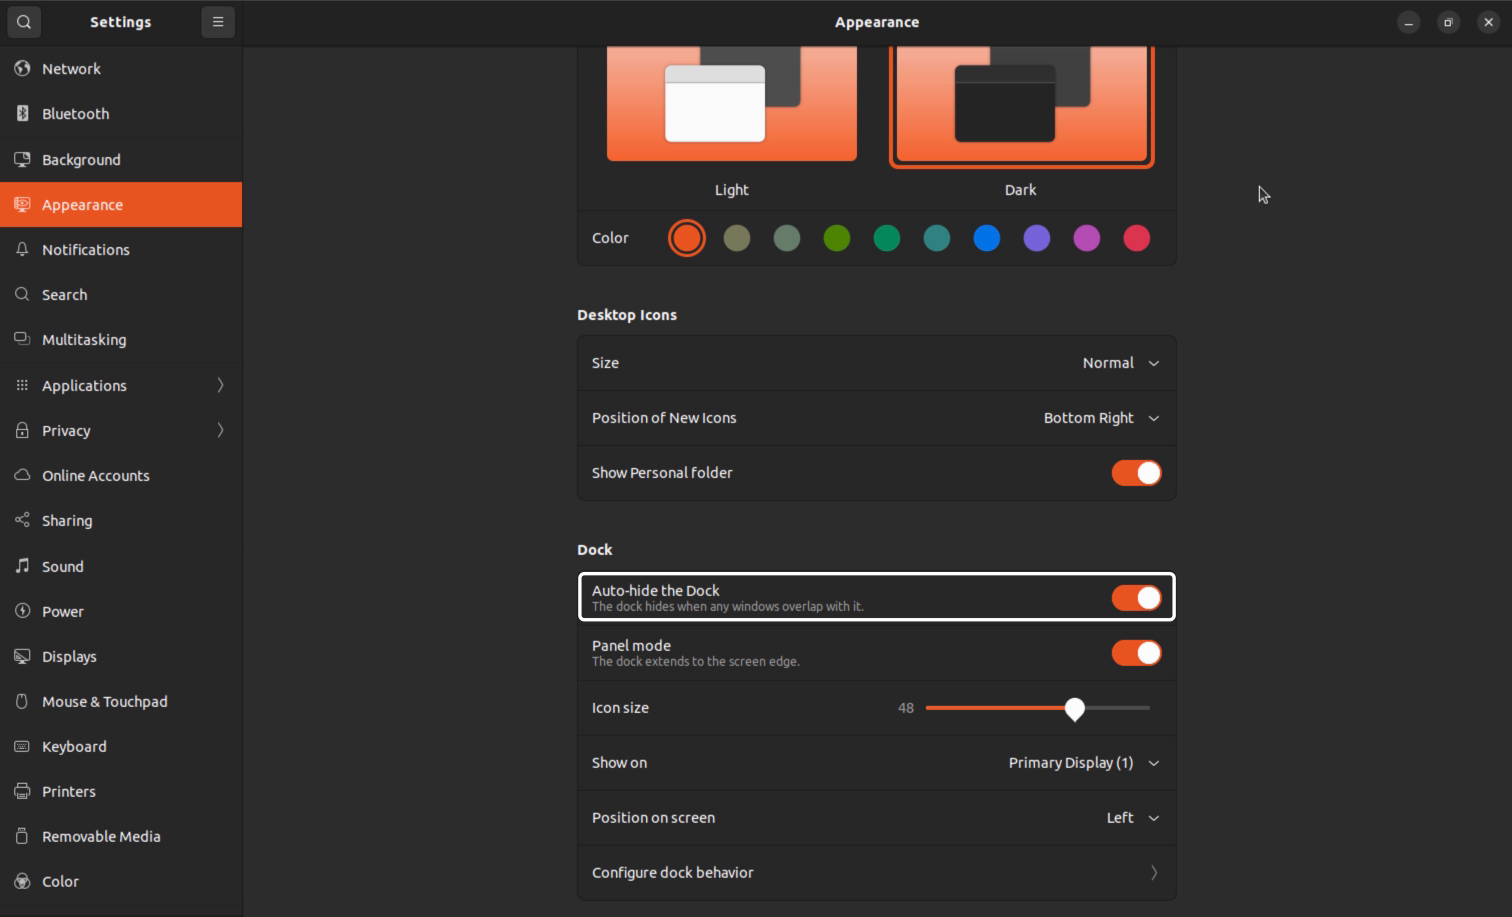 Settings
Appearance
Network
Bluetooth
Background
Appearance
Notifications
Search
Multitasking
Applications
Privacy
Online Accounts
Sharing
Sound
Power
Displays
Mouse & Touchpad
Keyboard
Printers
Removable Media
Color
Light
Dark
Color
Desktop Icons
Size
Normal
Position of New Icons
Bottom Right
Show Personal folder
Dock
Auto-hide the Dock
The dock hides when any windows overlap with it.
Panel mode
The dock extends to the screen edge.
Icon size
48
Show on
Primary Display (1)
Position on screen
Left
Configure dock behavior